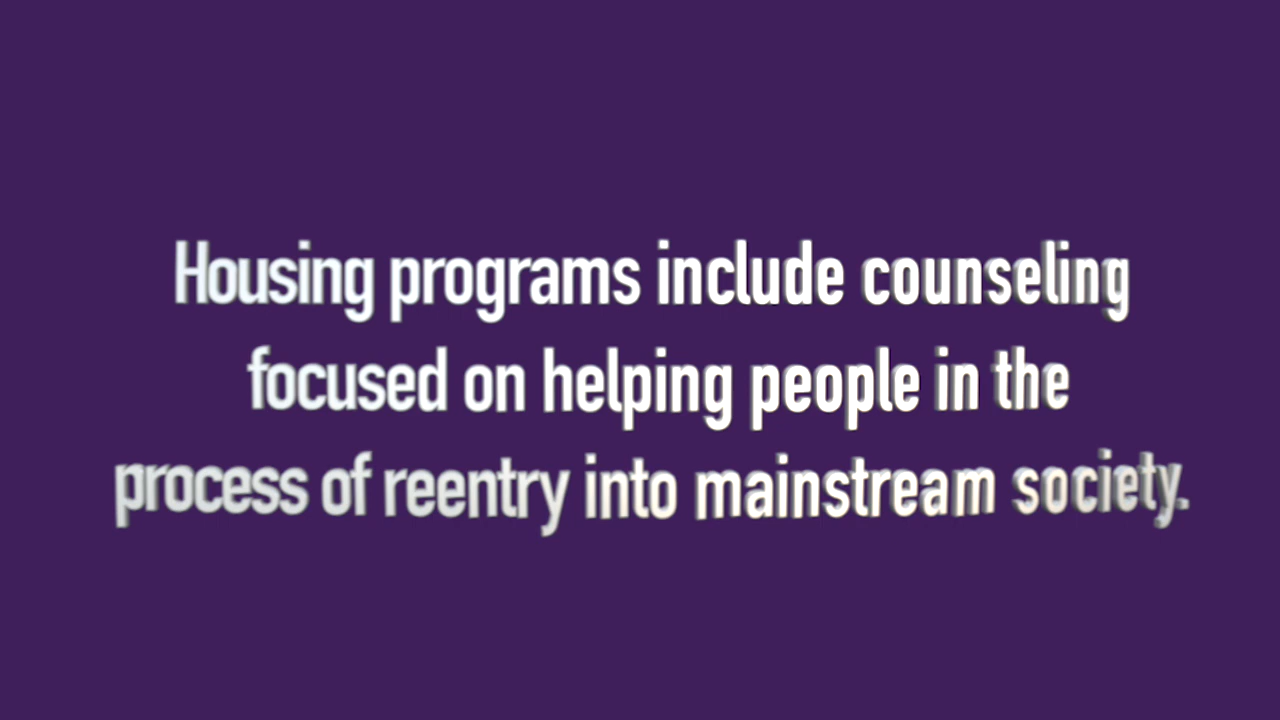 Housing programs include counseling
focused on helping people in the
process of reentry into mainstream society.